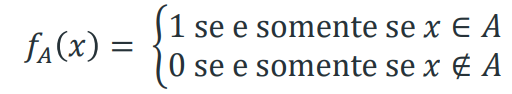 f_A(x) = { 1 se e somente se x ∈ A
0 se e somente se x ∉ A